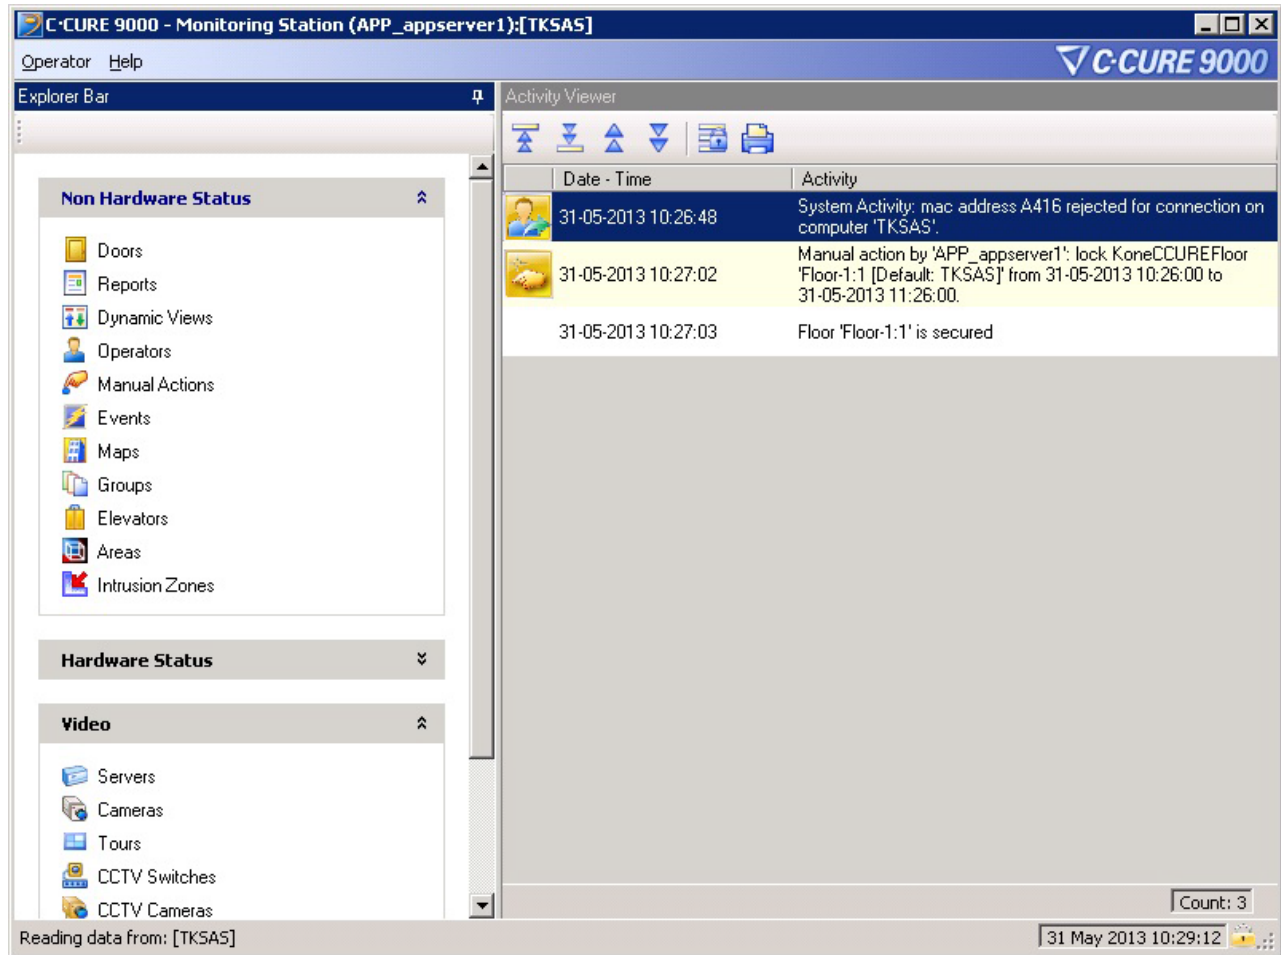 C·CURE 9000 - Monitoring Station (APP_appserver1):[TKSAS]
Operator Help
C·CURE 9000
Explorer Bar
Activity Viewer
Date - Time Activity
Non Hardware Status
Doors
Reports
Dynamic Views
Operators
Manual Actions
Events
Maps
Groups
Elevators
Areas
Intrusion Zones
Hardware Status
Video
Servers
Cameras
Tours
CCTV Switches
CCTV Cameras
31-05-2013 10:26:48
System Activity: mac address A416 rejected for connection on
computer 'TKSAS'.
31-05-2013 10:27:02
Manual action by 'APP_appserver1': lock KoneCCUREFloor
'Floor-1:1 [Default: TKSAS]' from 31-05-2013 10:26:00 to
31-05-2013 11:26:00.
31-05-2013 10:27:03
Floor 'Floor-1:1' is secured
Count: 3
Reading data from: [TKSAS]
31 May 2013 10:29:12